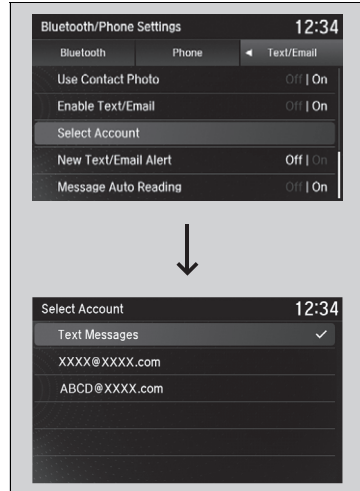 Bluetooth/Phone Settings 12:34
Bluetooth Phone ◄ Text/Email
Use Contact Photo Off | On
Enable Text/Email Off | On
Select Account
New Text/Email Alert Off | On
Message Auto Reading Off | On
Select Account 12:34
Text Messages ✓
XXXX@XXXX.com
ABCD@XXXX.com